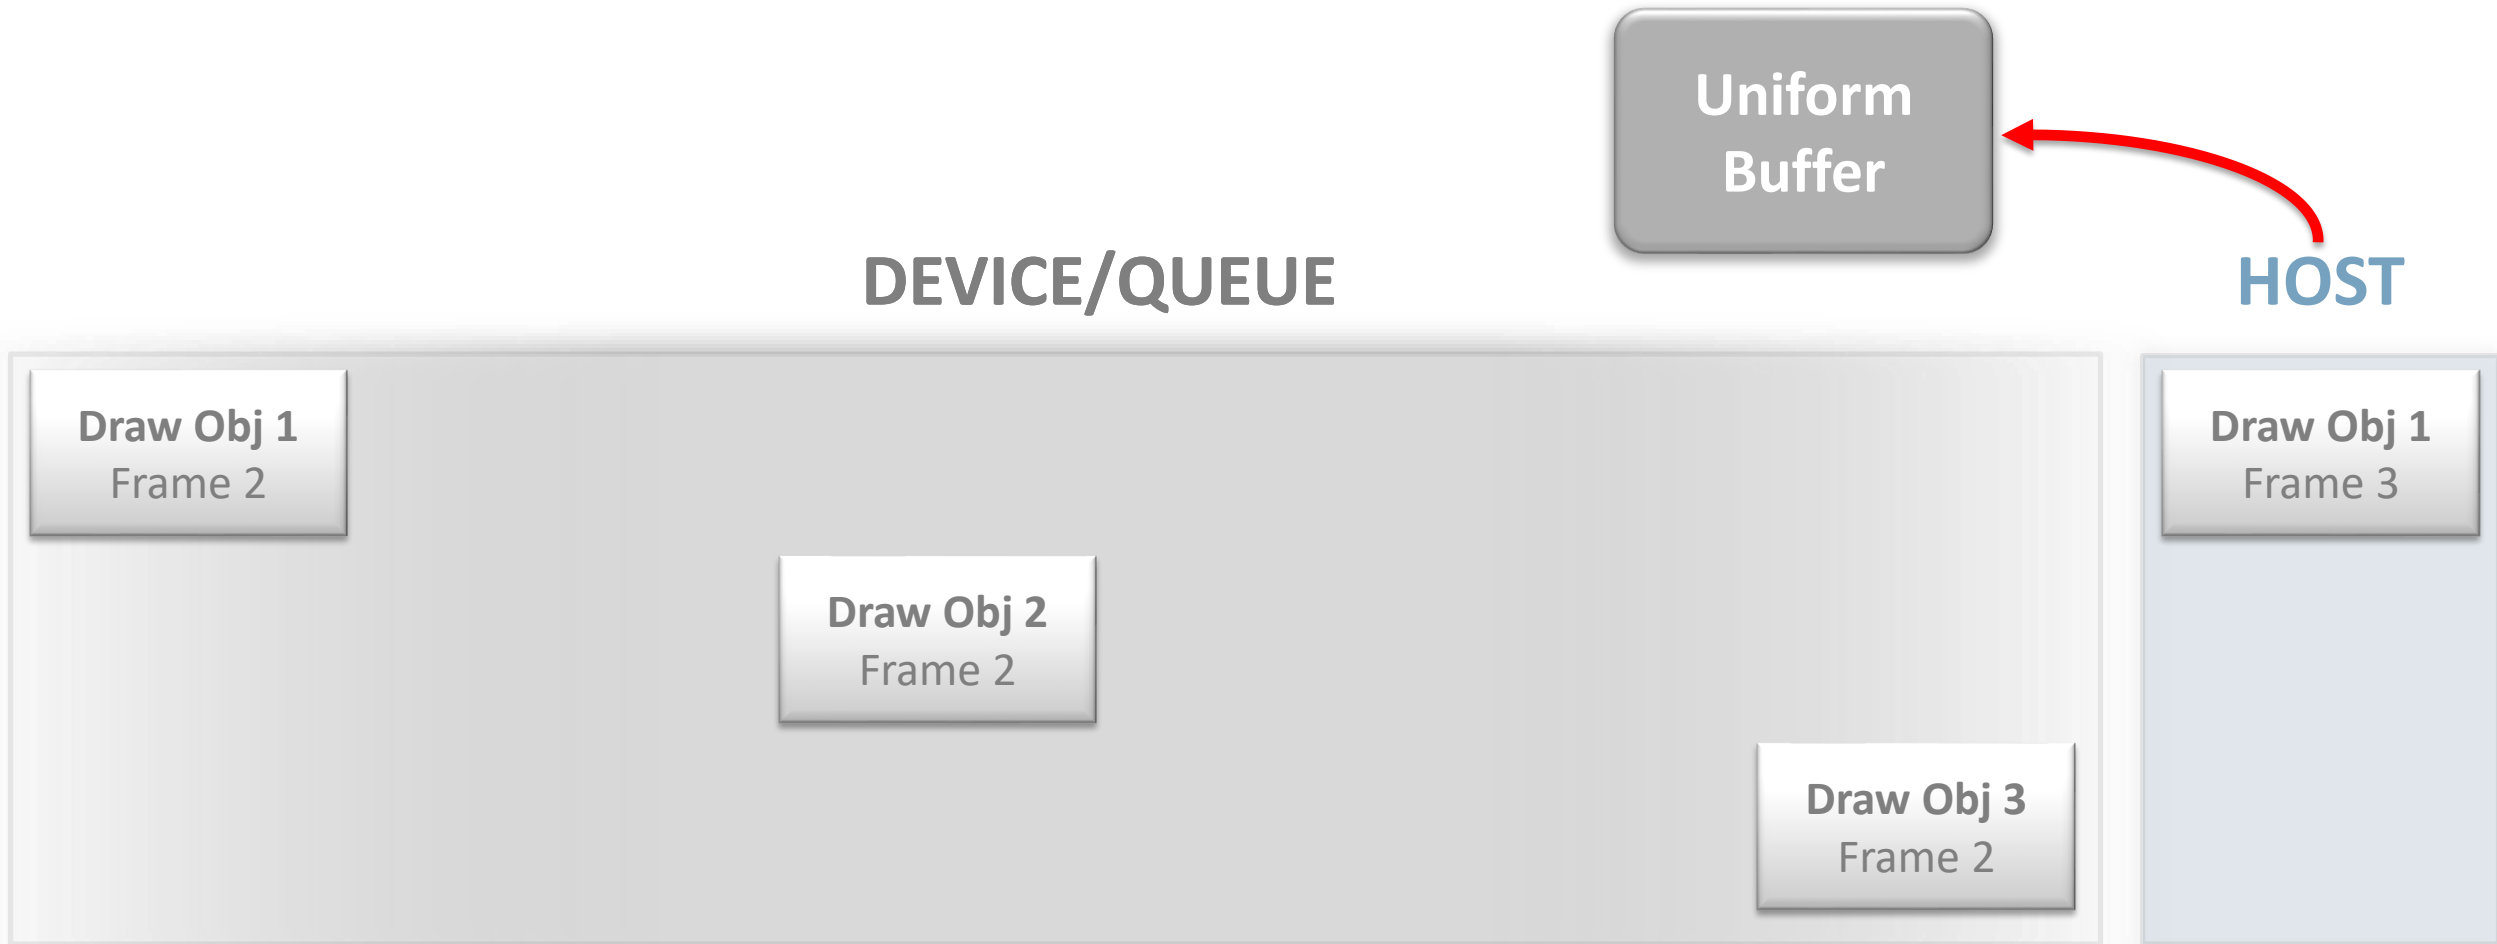 Uniform
Buffer
DEVICE/QUEUE
HOST
Draw Obj 1
Frame 2
Draw Obj 2
Frame 2
Draw Obj 3
Frame 2
Draw Obj 1
Frame 3